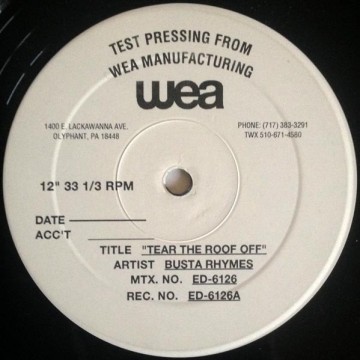 TEST PRESSING FROM
WEA MANUFACTURING
wea
1400 E. LACKAWANNA AVE.
OLYPHANT, PA 18448
PHONE: (717) 383-3291
TWX 510-671-4580
12" 33 1/3 RPM
DATE
ACC'T
TITLE "TEAR THE ROOF OFF"
ARTIST BUSTA RHYMES
MTX. NO. ED-6126
REC. NO. ED-6126A